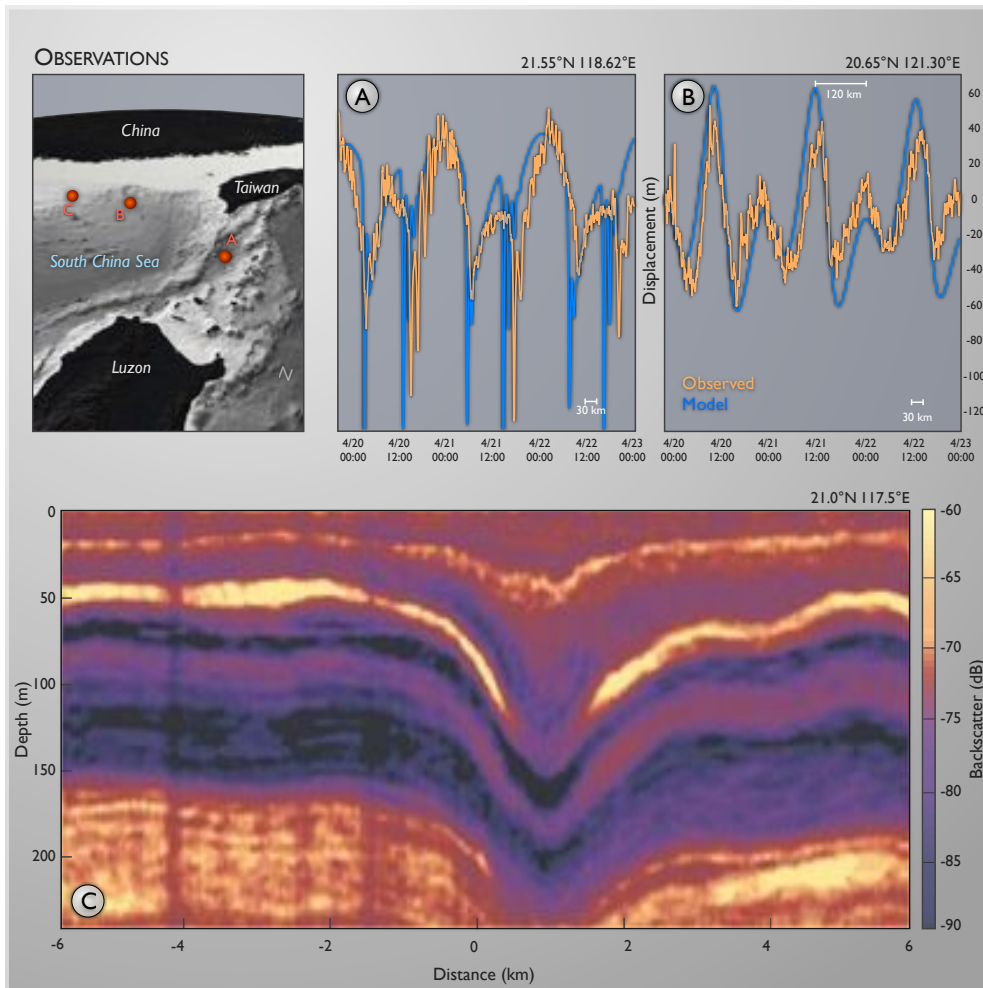 OBSERVATIONS
China
Taiwan
C
B
A
South China Sea
Luzon
N
21.55°N 118.62°E
A
30 km
4/20 4/20 4/21 4/21 4/22 4/22 4/23
00:00 12:00 00:00 12:00 00:00 12:00 00:00
20.65°N 121.30°E
B
120 km
60
40
20
0
-20
-40
-60
-80
-100
-120
Displacement (m)
Observed
Model
30 km
4/20 4/20 4/21 4/21 4/22 4/22 4/23
00:00 12:00 00:00 12:00 00:00 12:00 00:00
21.0°N 117.5°E
0
50
100
150
200
Depth (m)
C
-6 -4 -2 0 2 4 6
Distance (km)
-60
-65
-70
-75
-80
-85
-90
Backscatter (dB)